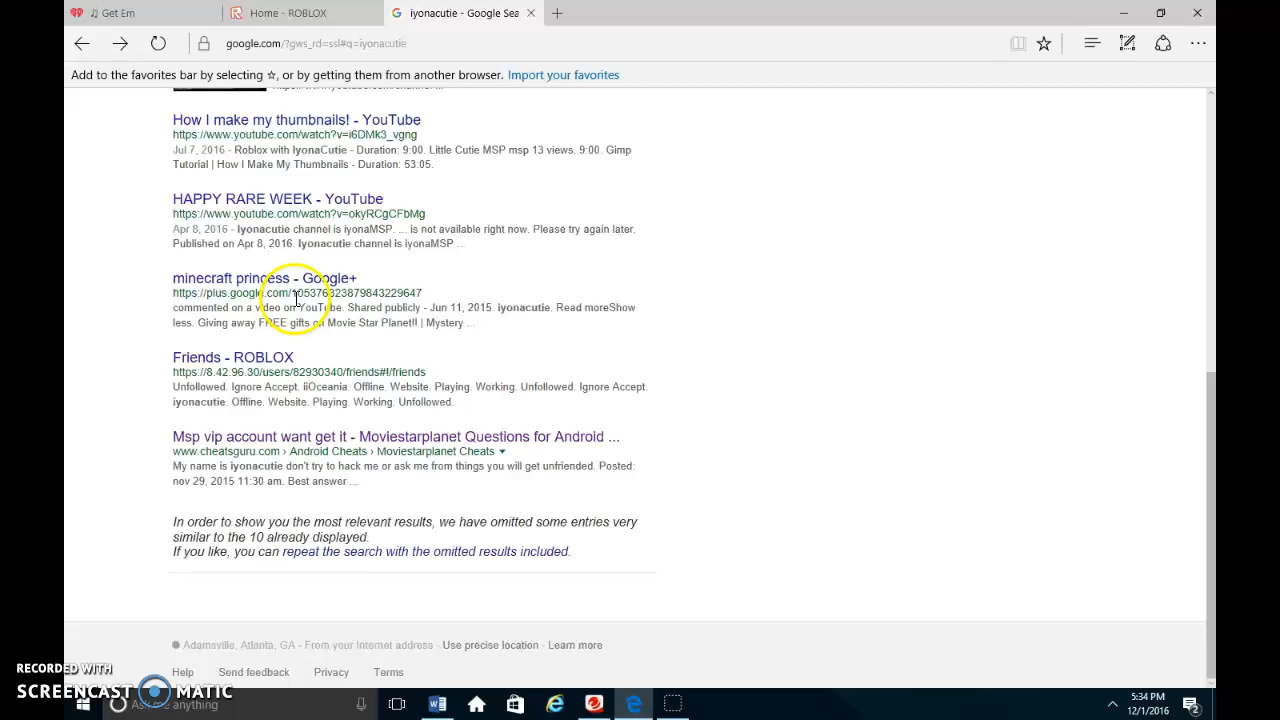 Get Em
Home - ROBLOX
iyonacutie - Google Sea
google.com/?gws_rd=ssl#q=iyonacutie
Add to the favorites bar by selecting ☆, or by getting them from another browser. Import your favorites
How I make my thumbnails! - YouTube
https://www.youtube.com/watch?v=i6DMk3_vgng
Jul 7, 2016 - Roblox with IyonaCutie - Duration: 9:00. Little Cutie MSP msp 13 views. 9:00. Gimp
Tutorial | How I Make My Thumbnails - Duration: 53:05.
HAPPY RARE WEEK - YouTube
https://www.youtube.com/watch?v=okyRCgCFbMg
Apr 8, 2016 - Iyonacutie channel is iyonaMSP. ... is not available right now. Please try again later.
Published on Apr 8, 2016. Iyonacutie channel is iyonaMSP ...
minecraft princess - Google+
https://plus.google.com/105376323879843229647
commented on a video on YouTube. Shared publicly - Jun 11, 2015. iyonacutie. Read moreShow
less. Giving away FREE gifts on Movie Star Planet!! | Mystery ...
Friends - ROBLOX
https://8.42.96.30/users/82930340/friends#!/friends
Unfollowed. Ignore Accept. iiOceania. Offline. Website. Playing. Working. Unfollowed. Ignore Accept.
iyonacutie. Offline. Website. Playing. Working. Unfollowed.
Msp vip account want get it - Moviestarplanet Questions for Android ...
www.cheatsguru.com › Android Cheats › Moviestarplanet Cheats
My name is iyonacutie don't try to hack me or ask me from things you will get unfriended. Posted:
nov 29, 2015 11:30 am. Best answer ...
In order to show you the most relevant results, we have omitted some entries very
similar to the 10 already displayed.
If you like, you can repeat the search with the omitted results included.
Adamsville, Atlanta, GA - From your Internet address - Use precise location - Learn more
Help Send feedback Privacy Terms
RECORDED WITH
SCREENCAST MATIC
Ask me anything
5:34 PM
12/1/2016
2